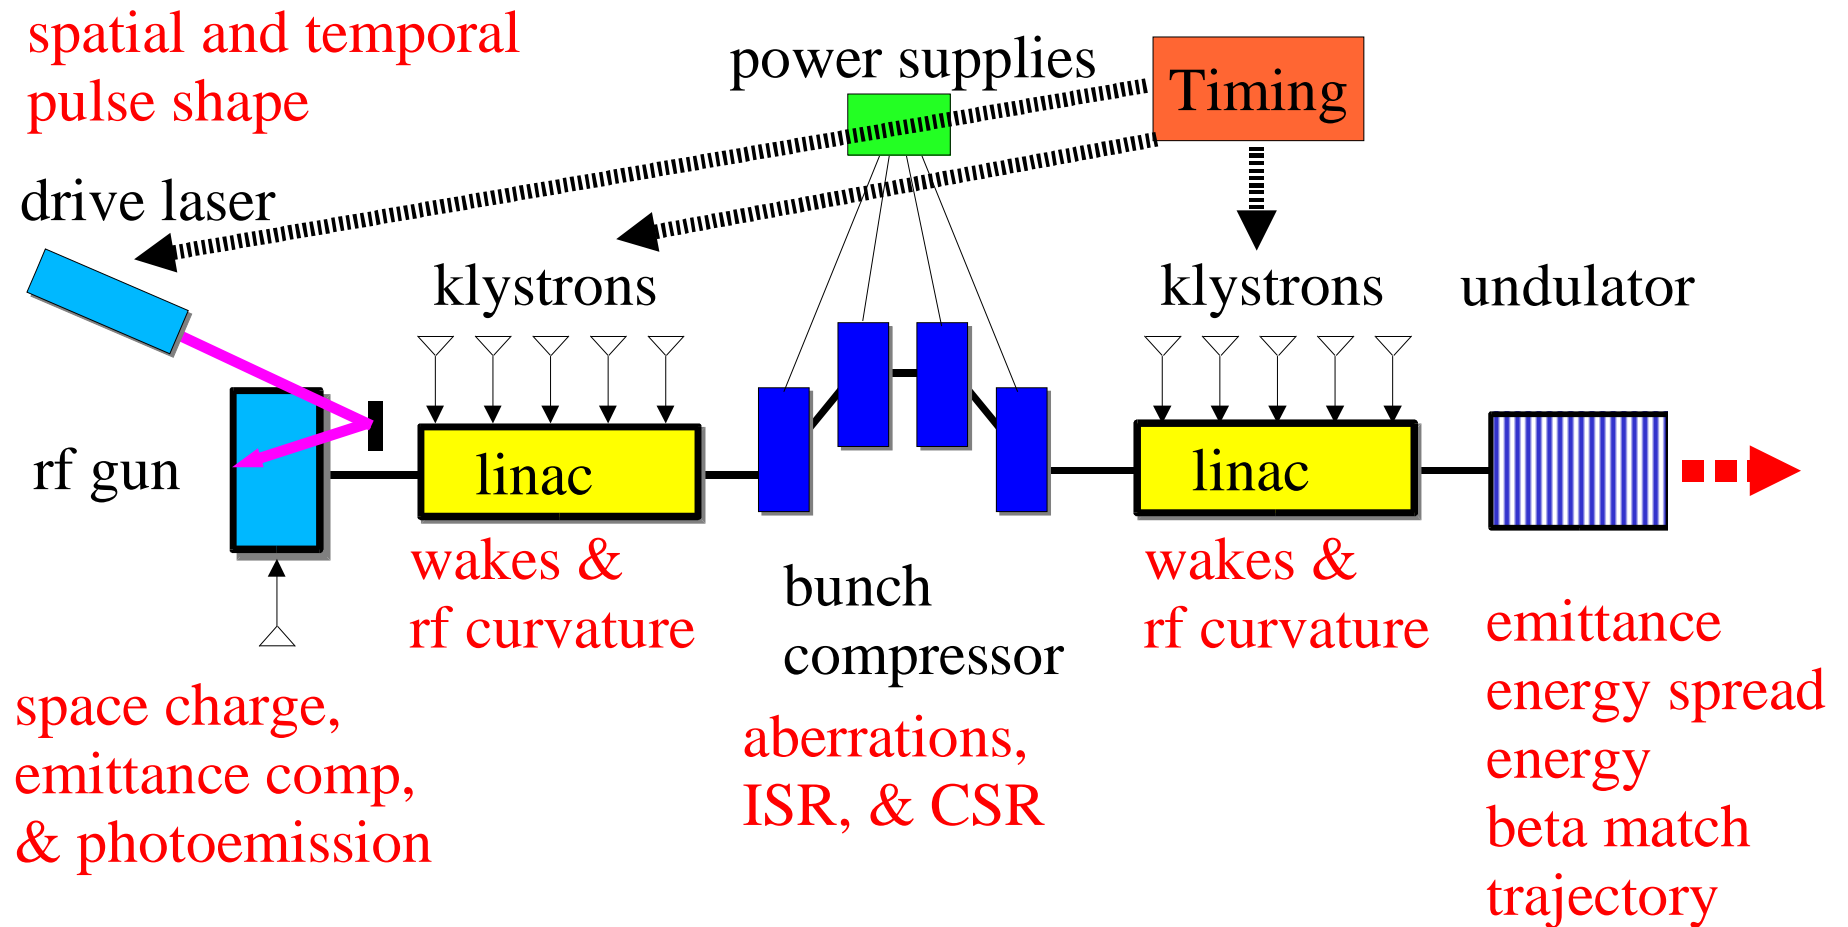 spatial and temporal
pulse shape
power supplies
Timing
drive laser
klystrons
klystrons
undulator
rf gun
linac
linac
wakes &
rf curvature
bunch
compressor
wakes &
rf curvature
space charge,
emittance comp,
& photoemission
aberrations,
ISR, & CSR
emittance
energy spread
energy
beta match
trajectory